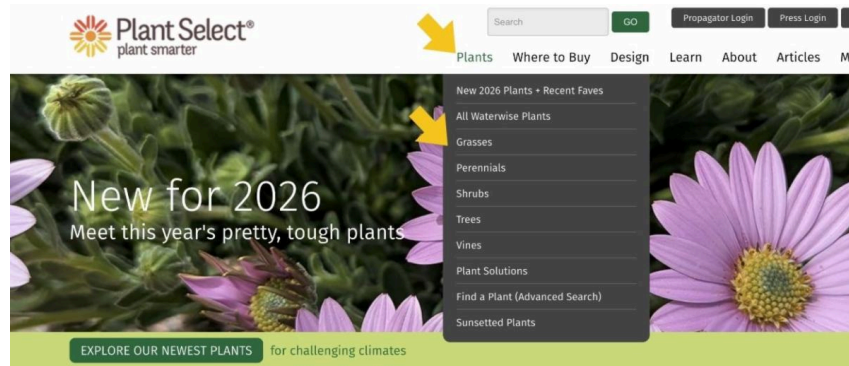 Plant Select®
plant smarter
Search
GO
Propagator Login
Press Login
Plants
Where to Buy
Design
Learn
About
Articles
M
New 2026 Plants + Recent Faves
All Waterwise Plants
Grasses
Perennials
Shrubs
Trees
Vines
Plant Solutions
Find a Plant (Advanced Search)
Sunsetted Plants
New for 2026
Meet this year's pretty, tough plants
EXPLORE OUR NEWEST PLANTS
for challenging climates